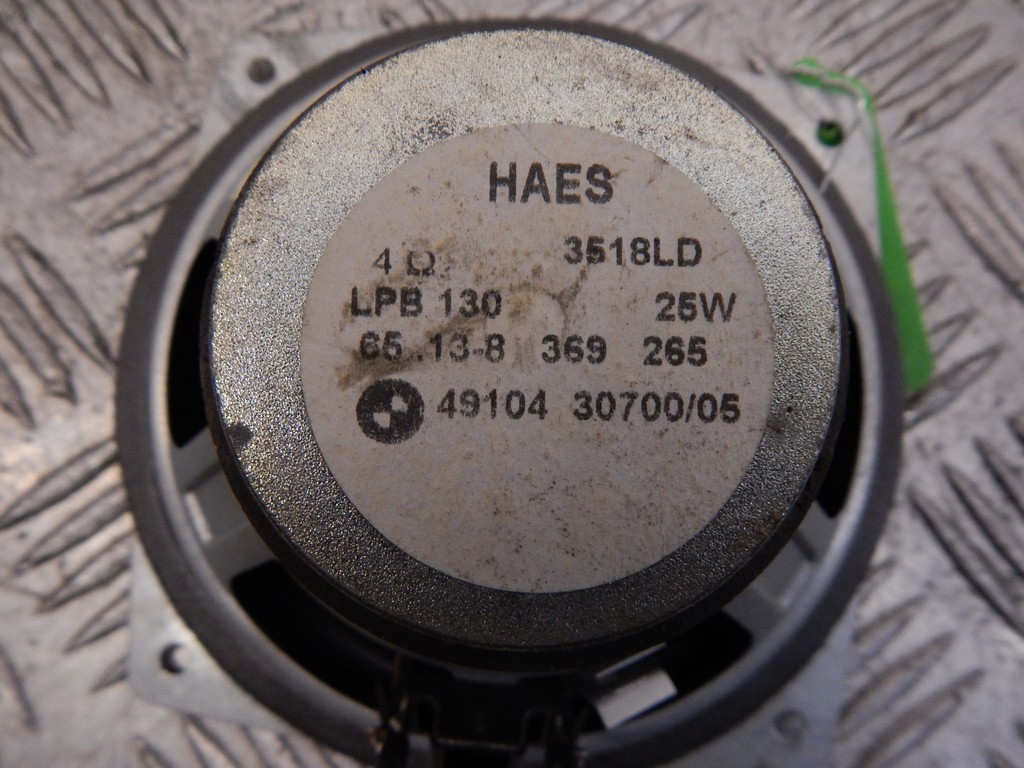 HAES
4 Ω 3518LD
LPB 130 25W
65.13-8 369 265
49104 30700/05